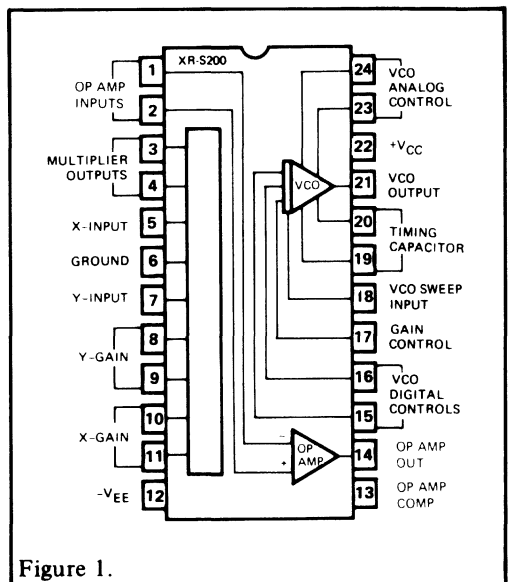 XR-S200
1
OP AMP
INPUTS
2
3
MULTIPLIER
OUTPUTS
4
X-INPUT
5
GROUND
6
Y-INPUT
7
8
Y-GAIN
9
10
X-GAIN
11
-VEE
12
24
VCO
ANALOG
CONTROL
23
22
+VCC
21
VCO
OUTPUT
20
TIMING
CAPACITOR
19
18
VCO SWEEP
INPUT
17
GAIN
CONTROL
16
VCO
DIGITAL
CONTROLS
15
14
OP AMP
OUT
13
OP AMP
COMP
VCO
–
+
OP
AMP
Figure 1.